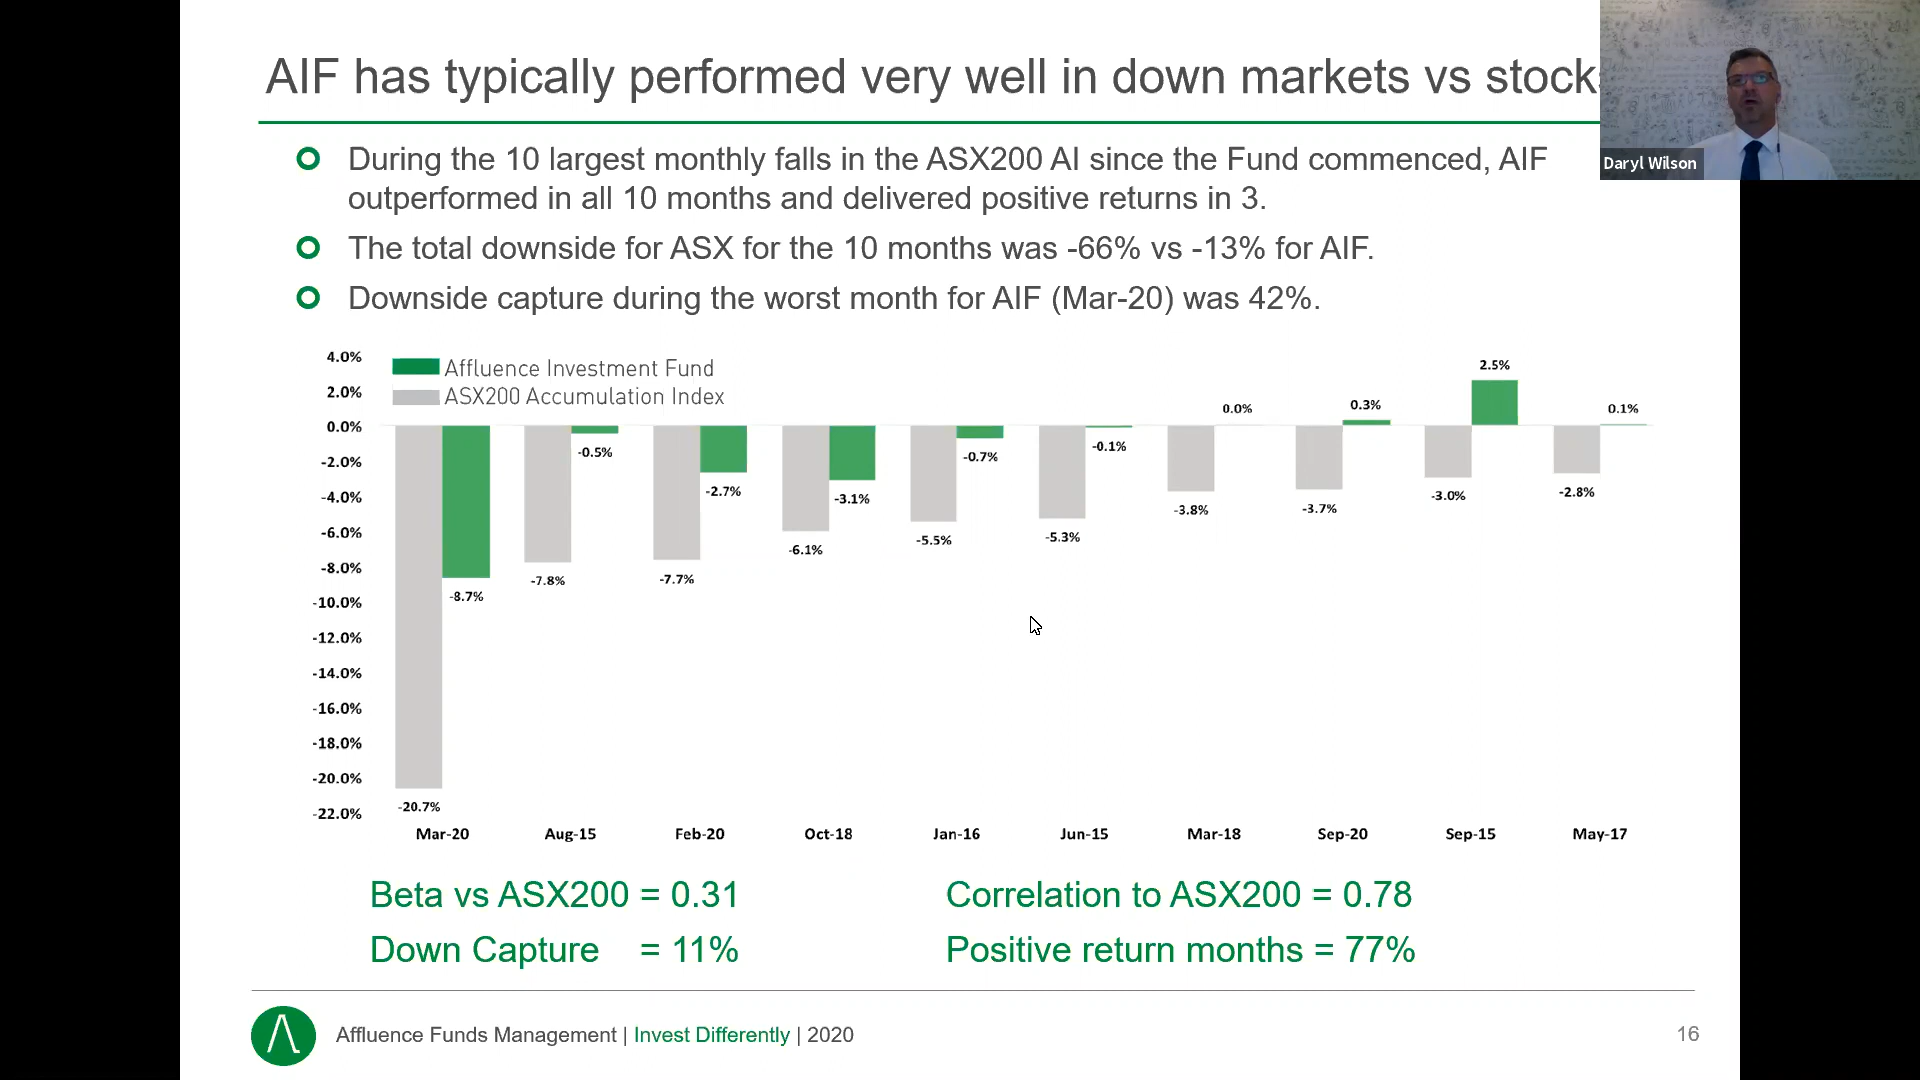 AIF has typically performed very well in down markets vs stock
Daryl Wilson
During the 10 largest monthly falls in the ASX200 AI since the Fund commenced, AIF
outperformed in all 10 months and delivered positive returns in 3.
The total downside for ASX for the 10 months was -66% vs -13% for AIF.
Downside capture during the worst month for AIF (Mar-20) was 42%.
Affluence Investment Fund
ASX200 Accumulation Index
4.0%
2.0%
0.0%
-2.0%
-4.0%
-6.0%
-8.0%
-10.0%
-12.0%
-14.0%
-16.0%
-18.0%
-20.0%
-22.0%
-20.7%
-8.7%
-7.8%
-0.5%
-7.7%
-2.7%
-6.1%
-3.1%
-5.5%
-0.7%
-5.3%
-0.1%
-3.8%
0.0%
-3.7%
0.3%
-3.0%
2.5%
-2.8%
0.1%
Mar-20 Aug-15 Feb-20 Oct-18 Jan-16 Jun-15 Mar-18 Sep-20 Sep-15 May-17
Beta vs ASX200 = 0.31 Correlation to ASX200 = 0.78
Down Capture = 11% Positive return months = 77%
Affluence Funds Management | Invest Differently | 2020
16